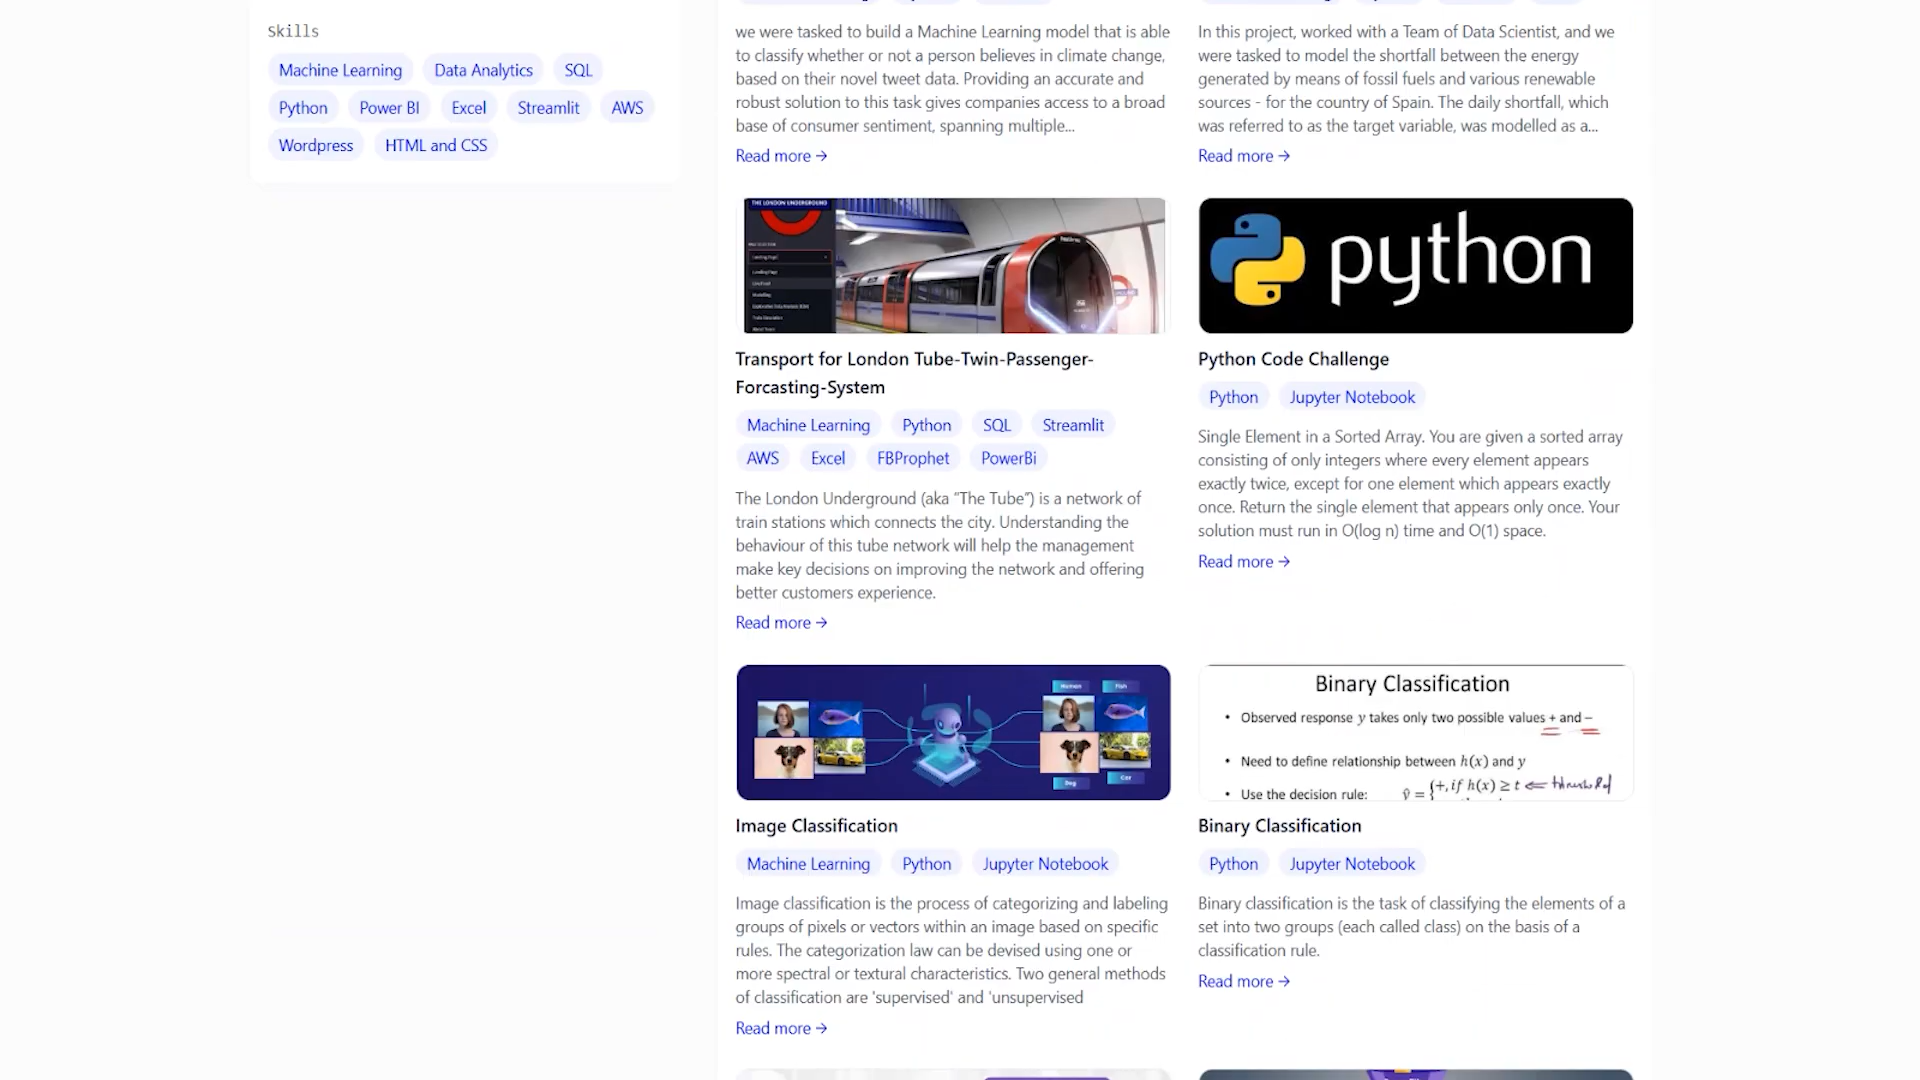 Skills
Machine Learning
Data Analytics
SQL
Python
Power BI
Excel
Streamlit
AWS
Wordpress
HTML and CSS
we were tasked to build a Machine Learning model that is able
to classify whether or not a person believes in climate change,
based on their novel tweet data. Providing an accurate and
robust solution to this task gives companies access to a broad
base of consumer sentiment, spanning multiple...
Read more →
In this project, worked with a Team of Data Scientist, and we
were tasked to model the shortfall between the energy
generated by means of fossil fuels and various renewable
sources - for the country of Spain. The daily shortfall, which
was referred to as the target variable, was modelled as a...
Read more →
THE LONDON UNDERGROUND
Landing Page
Landing Page
python
Transport for London Tube-Twin-Passenger-
Forcasting-System
Machine Learning
Python
SQL
Streamlit
AWS
Excel
FBProphet
PowerBi
The London Underground (aka “The Tube”) is a network of
train stations which connects the city. Understanding the
behaviour of this tube network will help the management
make key decisions on improving the network and offering
better customers experience.
Read more →
Python Code Challenge
Python
Jupyter Notebook
Single Element in a Sorted Array. You are given a sorted array
consisting of only integers where every element appears
exactly twice, except for one element which appears exactly
once. Return the single element that appears only once. Your
solution must run in O(log n) time and O(1) space.
Read more →
Human
Fish
Dog
Car
Image Classification
Machine Learning
Python
Jupyter Notebook
Image classification is the process of categorizing and labeling
groups of pixels or vectors within an image based on specific
rules. The categorization law can be devised using one or
more spectral or textural characteristics. Two general methods
of classification are 'supervised' and 'unsupervised
Read more →
Binary Classification
• Observed response y takes only two possible values + and −
• Need to define relationship between h(x) and y
• Use the decision rule: ŷ = {+, if h(x) ≥ t ⇐ threshold
Binary Classification
Python
Jupyter Notebook
Binary classification is the task of classifying the elements of a
set into two groups (each called class) on the basis of a
classification rule.
Read more →